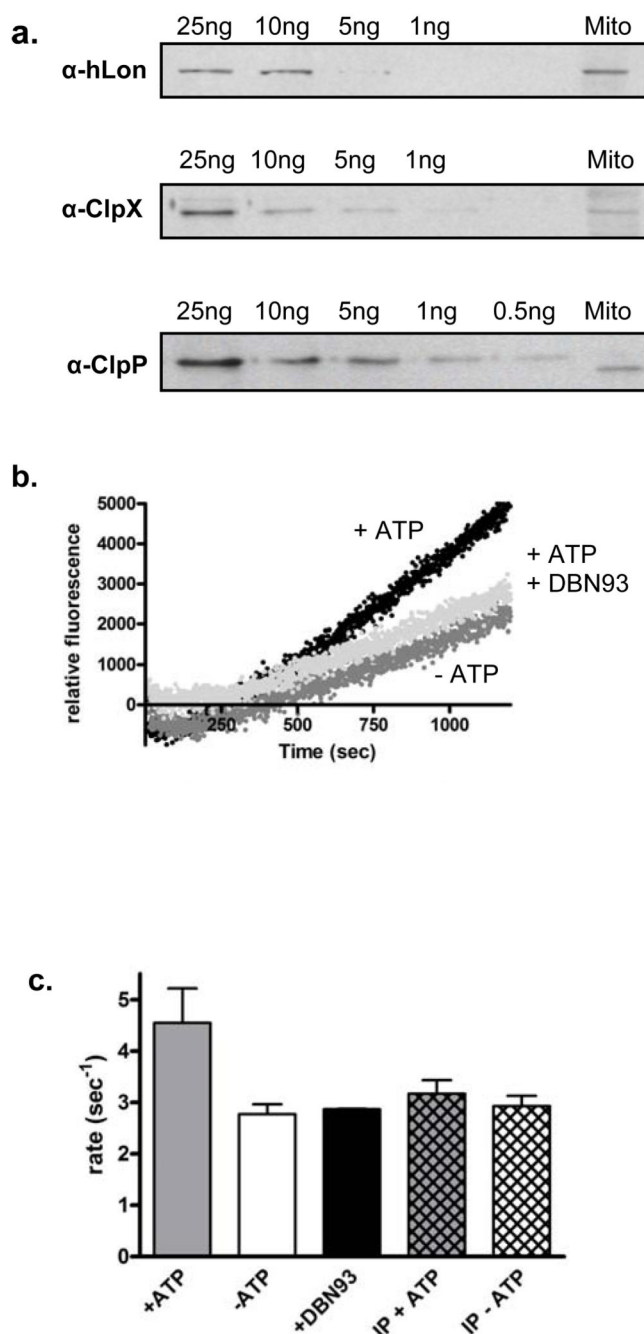 a.
25ng 10ng 5ng 1ng Mito
α-hLon
25ng 10ng 5ng 1ng Mito
α-ClpX
25ng 10ng 5ng 1ng 0.5ng Mito
α-ClpP
b.
5000
4000
3000
2000
1000
0
relative fluorescence
+ ATP
+ ATP
+ DBN93
- ATP
250 500 750 1000
Time (sec)
c.
5
4
3
2
1
0
rate (sec⁻¹)
+ATP
-ATP
+DBN93
IP + ATP
IP - ATP